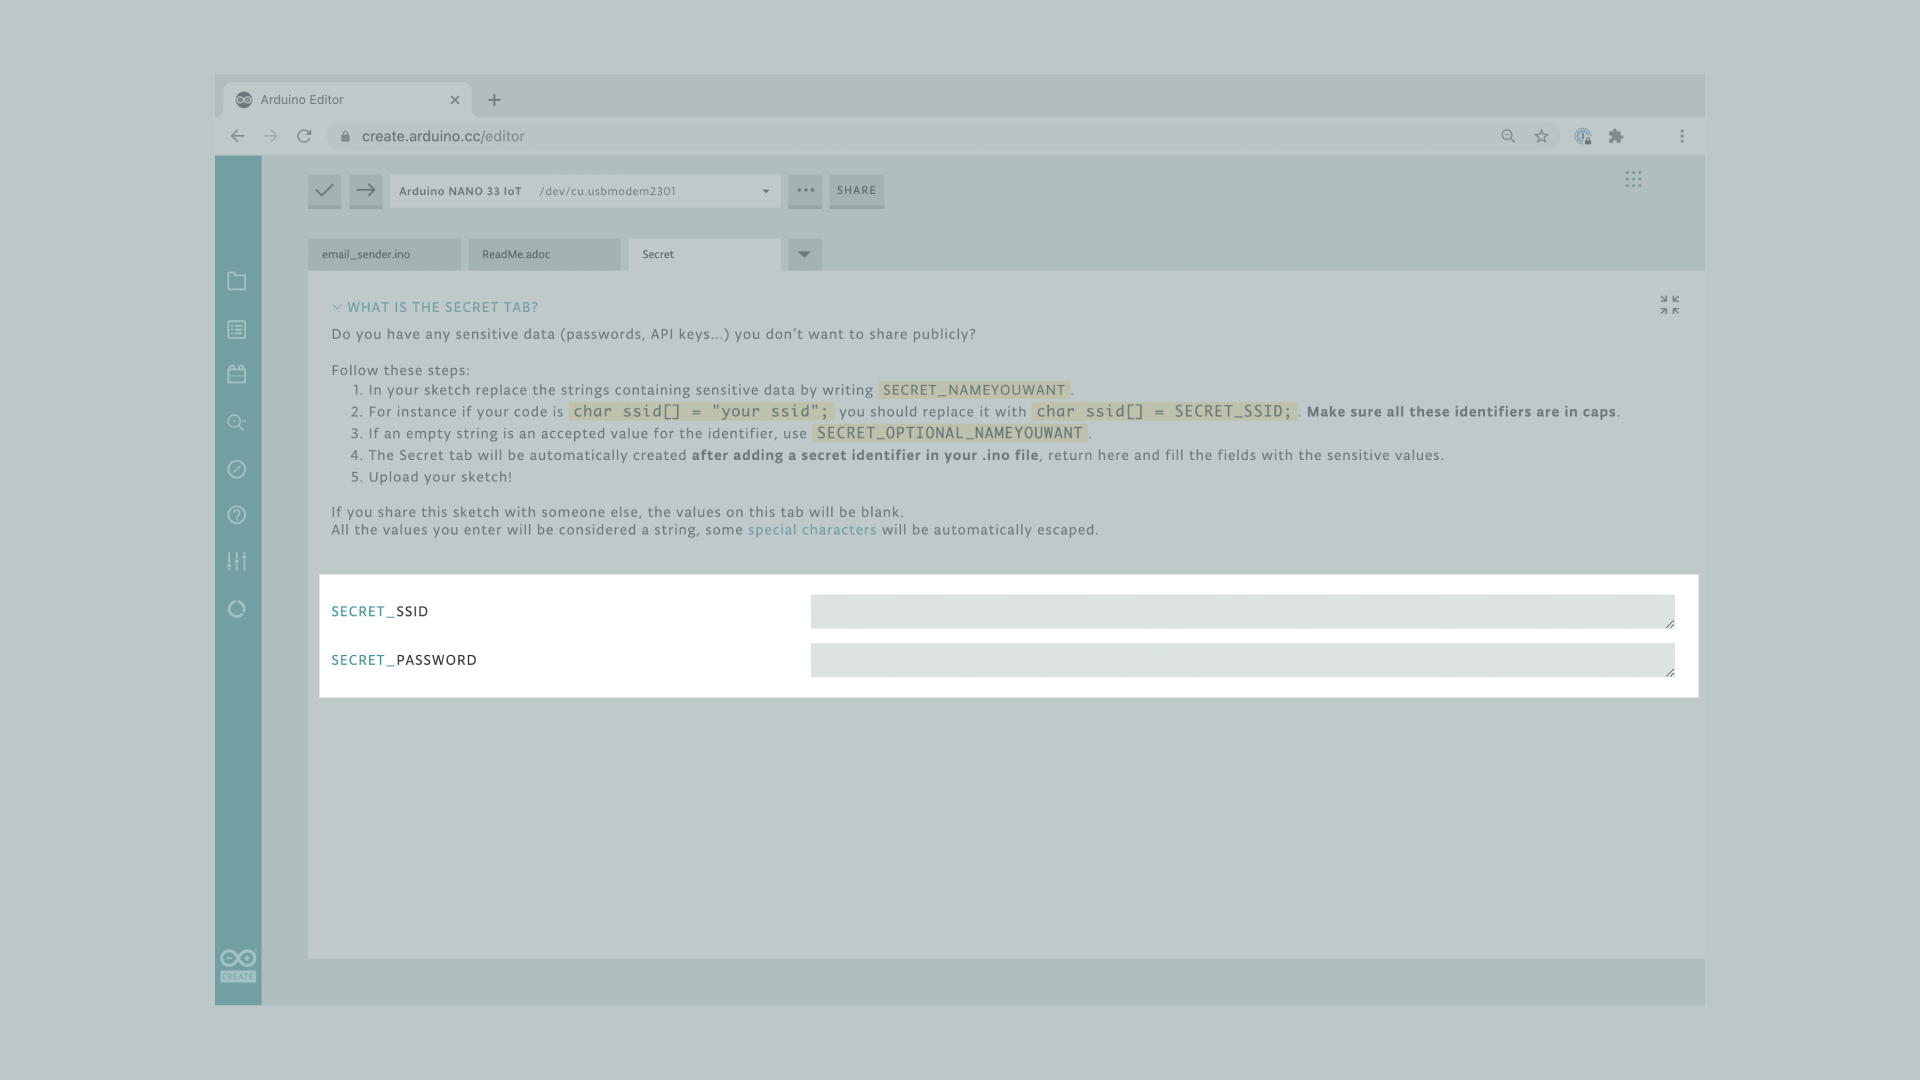 Arduino Editor
create.arduino.cc/editor
Arduino NANO 33 IoT /dev/cu.usbmodem2301 SHARE
email_sender.ino ReadMe.adoc Secret
WHAT IS THE SECRET TAB?
Do you have any sensitive data (passwords, API keys...) you don't want to share publicly?
Follow these steps:
1. In your sketch replace the strings containing sensitive data by writing SECRET_NAMEYOUWANT.
2. For instance if your code is char ssid[] = "your ssid"; you should replace it with char ssid[] = SECRET_SSID;. Make sure all these identifiers are in caps.
3. If an empty string is an accepted value for the identifier, use SECRET_OPTIONAL_NAMEYOUWANT.
4. The Secret tab will be automatically created after adding a secret identifier in your .ino file, return here and fill the fields with the sensitive values.
5. Upload your sketch!
If you share this sketch with someone else, the values on this tab will be blank.
All the values you enter will be considered a string, some special characters will be automatically escaped.
SECRET_SSID
SECRET_PASSWORD
CREATE